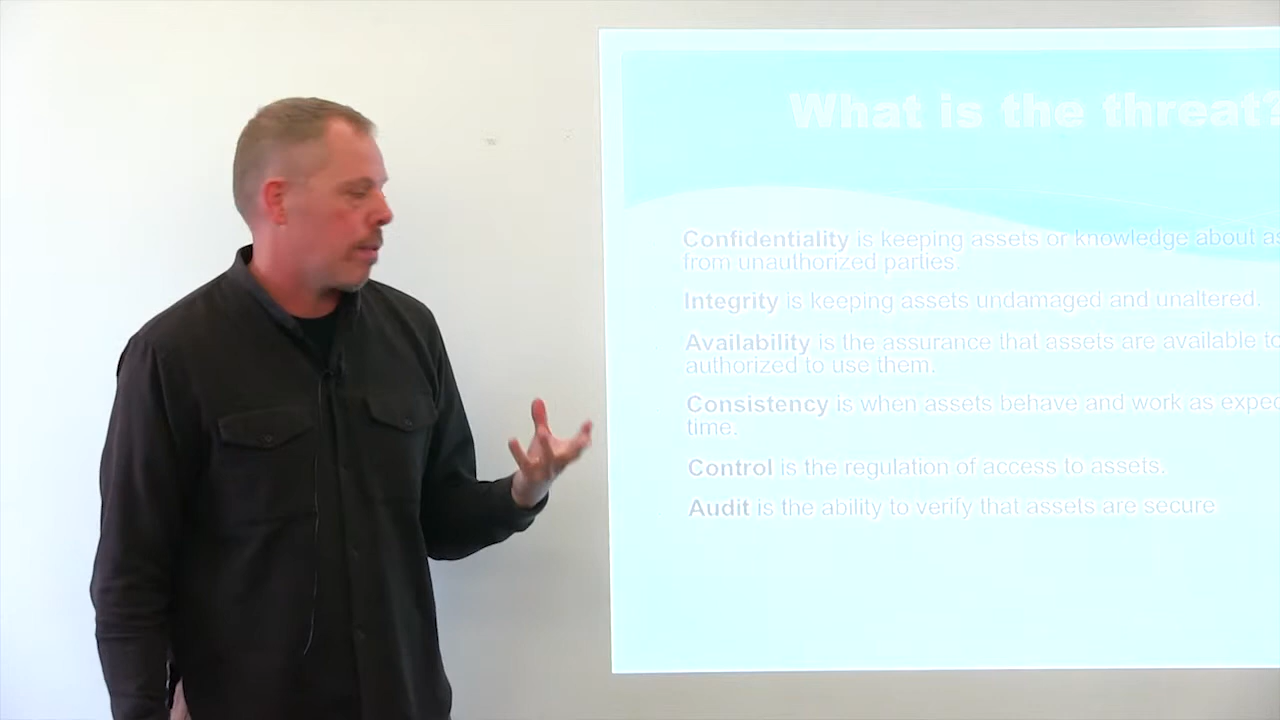 What is the threat?
Confidentiality is keeping assets or knowledge about as
from unauthorized parties.
Integrity is keeping assets undamaged and unaltered.
Availability is the assurance that assets are available to
authorized to use them.
Consistency is when assets behave and work as expec
time.
Control is the regulation of access to assets.
Audit is the ability to verify that assets are secure